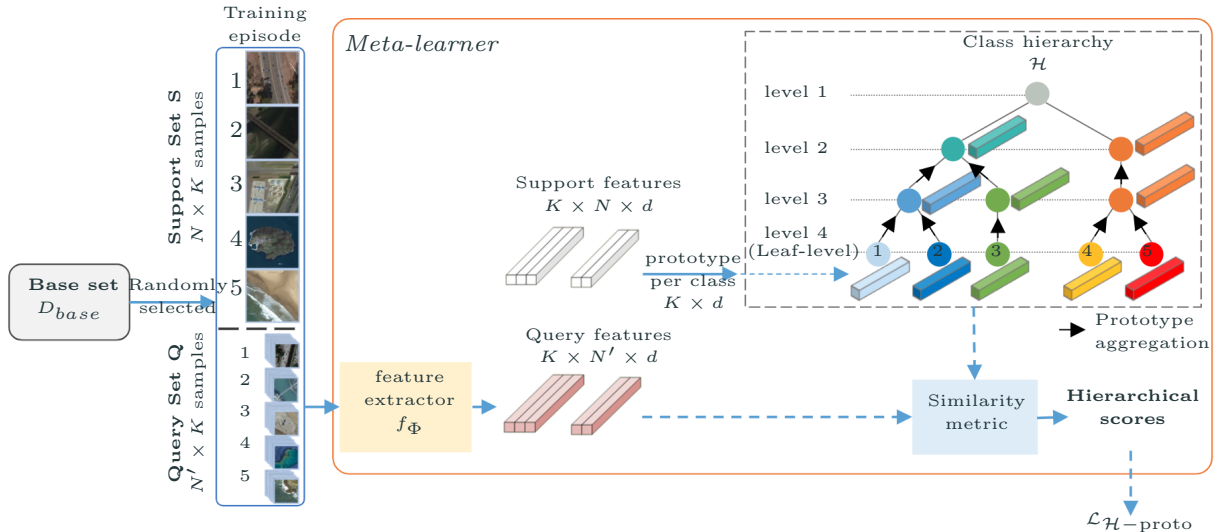 Training
episode
Meta-learner
Class hierarchy
ℋ
level 1
level 2
level 3
level 4
(Leaf-level)
1
2
3
4
5
Support Set S
N × K samples
1
2
3
4
5
Support features
K × N × d
prototype
per class
K × d
Base set
D_base
Randomly
selected
Prototype
aggregation
Query Set Q
N′ × K samples
1
2
3
4
5
Query features
K × N′ × d
feature
extractor
f_Φ
Similarity
metric
Hierarchical
scores
ℒ_ℋ−proto